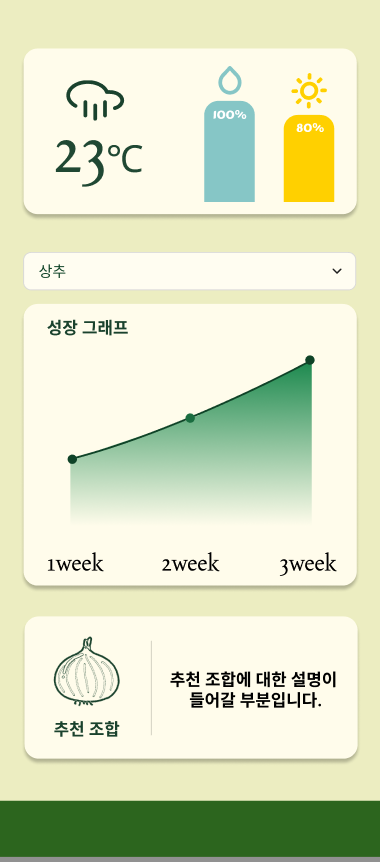 23℃
100%
80%
상추
성장 그래프
1week 2week 3week
추천 조합에 대한 설명이
들어갈 부분입니다.
추천 조합